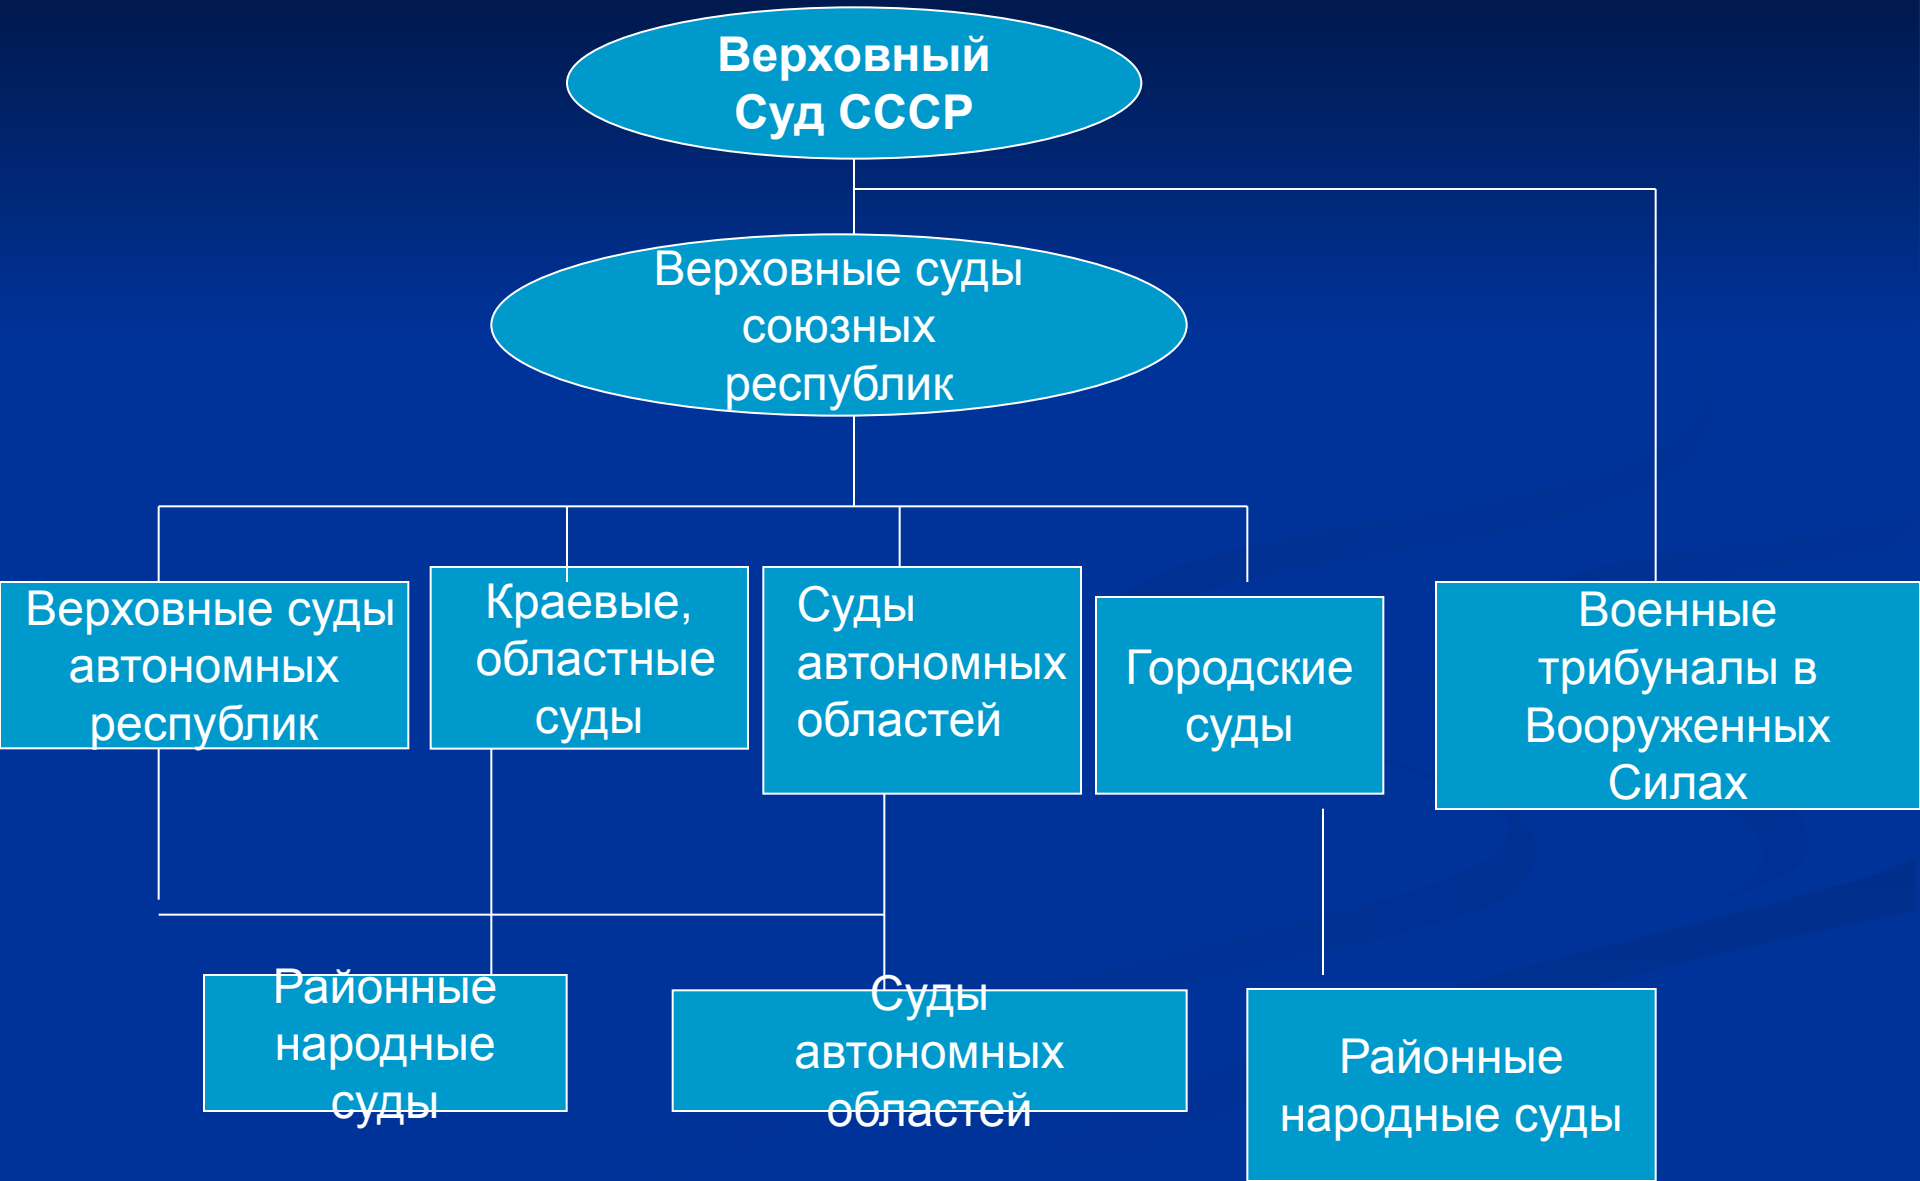 Верховный
Суд СССР
Верховные суды
союзных
республик
Верховные суды
автономных
республик
Краевые,
областные
суды
Суды
автономных
областей
Городские
суды
Военные
трибуналы в
Вооруженных
Силах
Районные
народные
суды
Суды
автономных
областей
Районные
народные суды